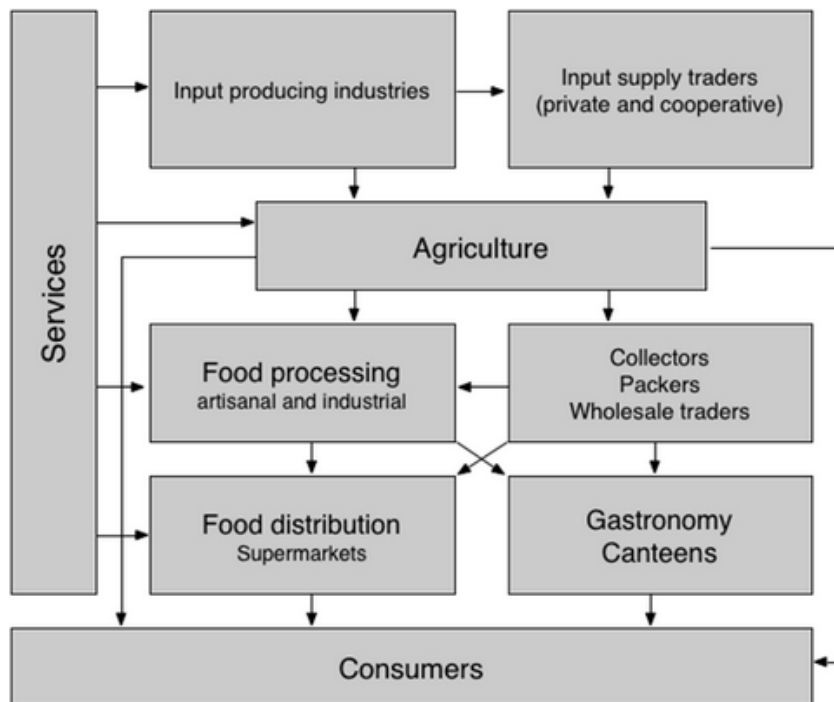 Services
Input producing industries
Input supply traders
(private and cooperative)
Agriculture
Food processing
artisanal and industrial
Collectors
Packers
Wholesale traders
Food distribution
Supermarkets
Gastronomy
Canteens
Consumers